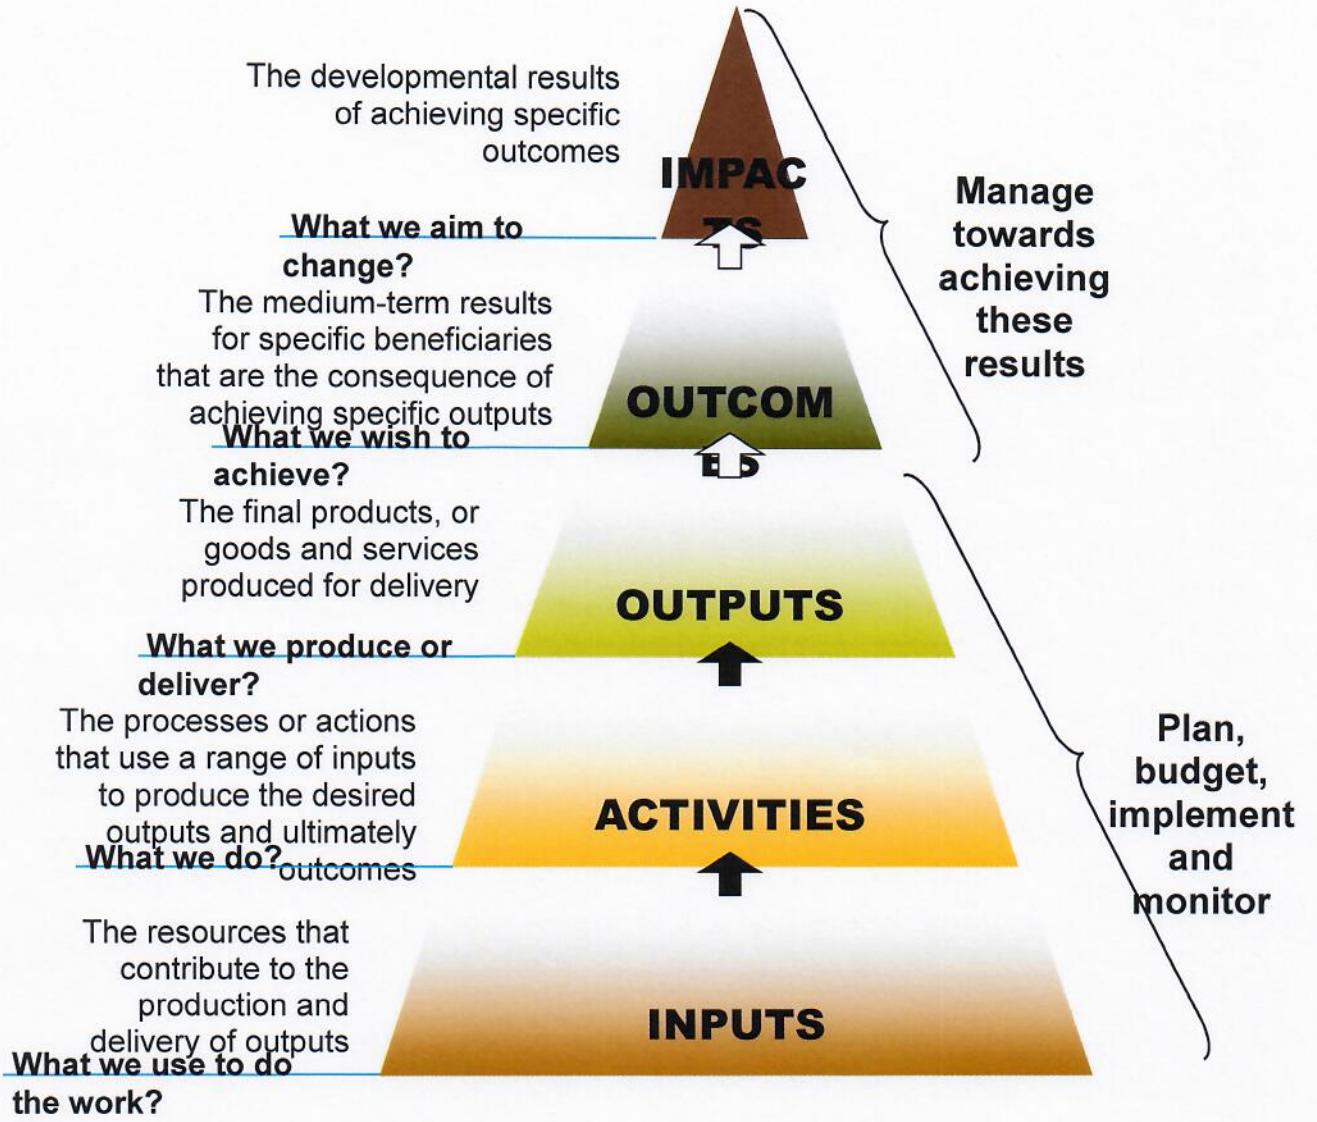 The developmental results
of achieving specific
outcomes
IMPAC
TS
What we aim to
change?
Manage
towards
achieving
these
results
The medium-term results
for specific beneficiaries
that are the consequence of
achieving specific outputs
OUTCOM
ES
What we wish to
achieve?
The final products, or
goods and services
produced for delivery
OUTPUTS
What we produce or
deliver?
The processes or actions
that use a range of inputs
to produce the desired
outputs and ultimately
outcomes
ACTIVITIES
What we do?
Plan,
budget,
implement
and
monitor
The resources that
contribute to the
production and
delivery of outputs
INPUTS
What we use to do
the work?